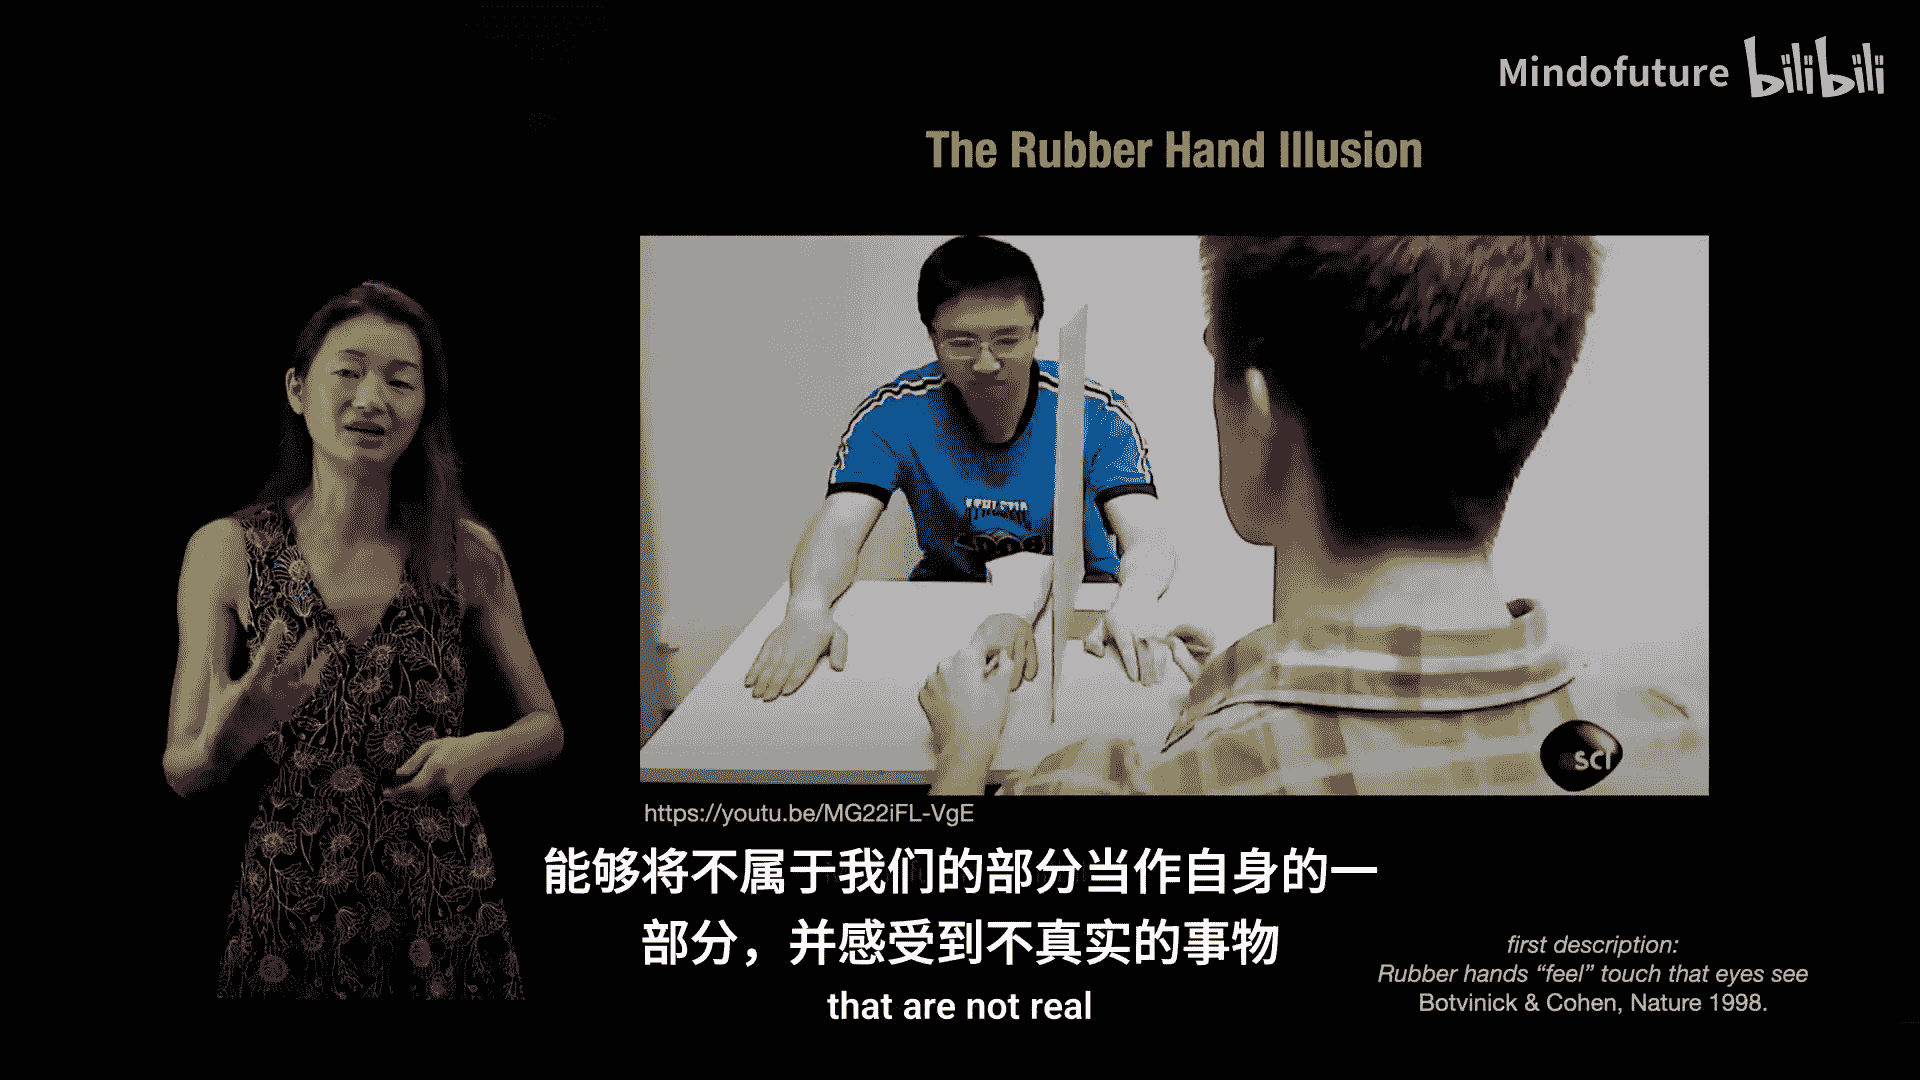 Mindofuture bilibili
The Rubber Hand Illusion
sci
https://youtu.be/MG22iFL-VgE
能够将不属于我们的部分当作自身的一
部分，并感受到不真实的事物
that are not real
first description:
Rubber hands “feel” touch that eyes see
Botvinick & Cohen, Nature 1998.